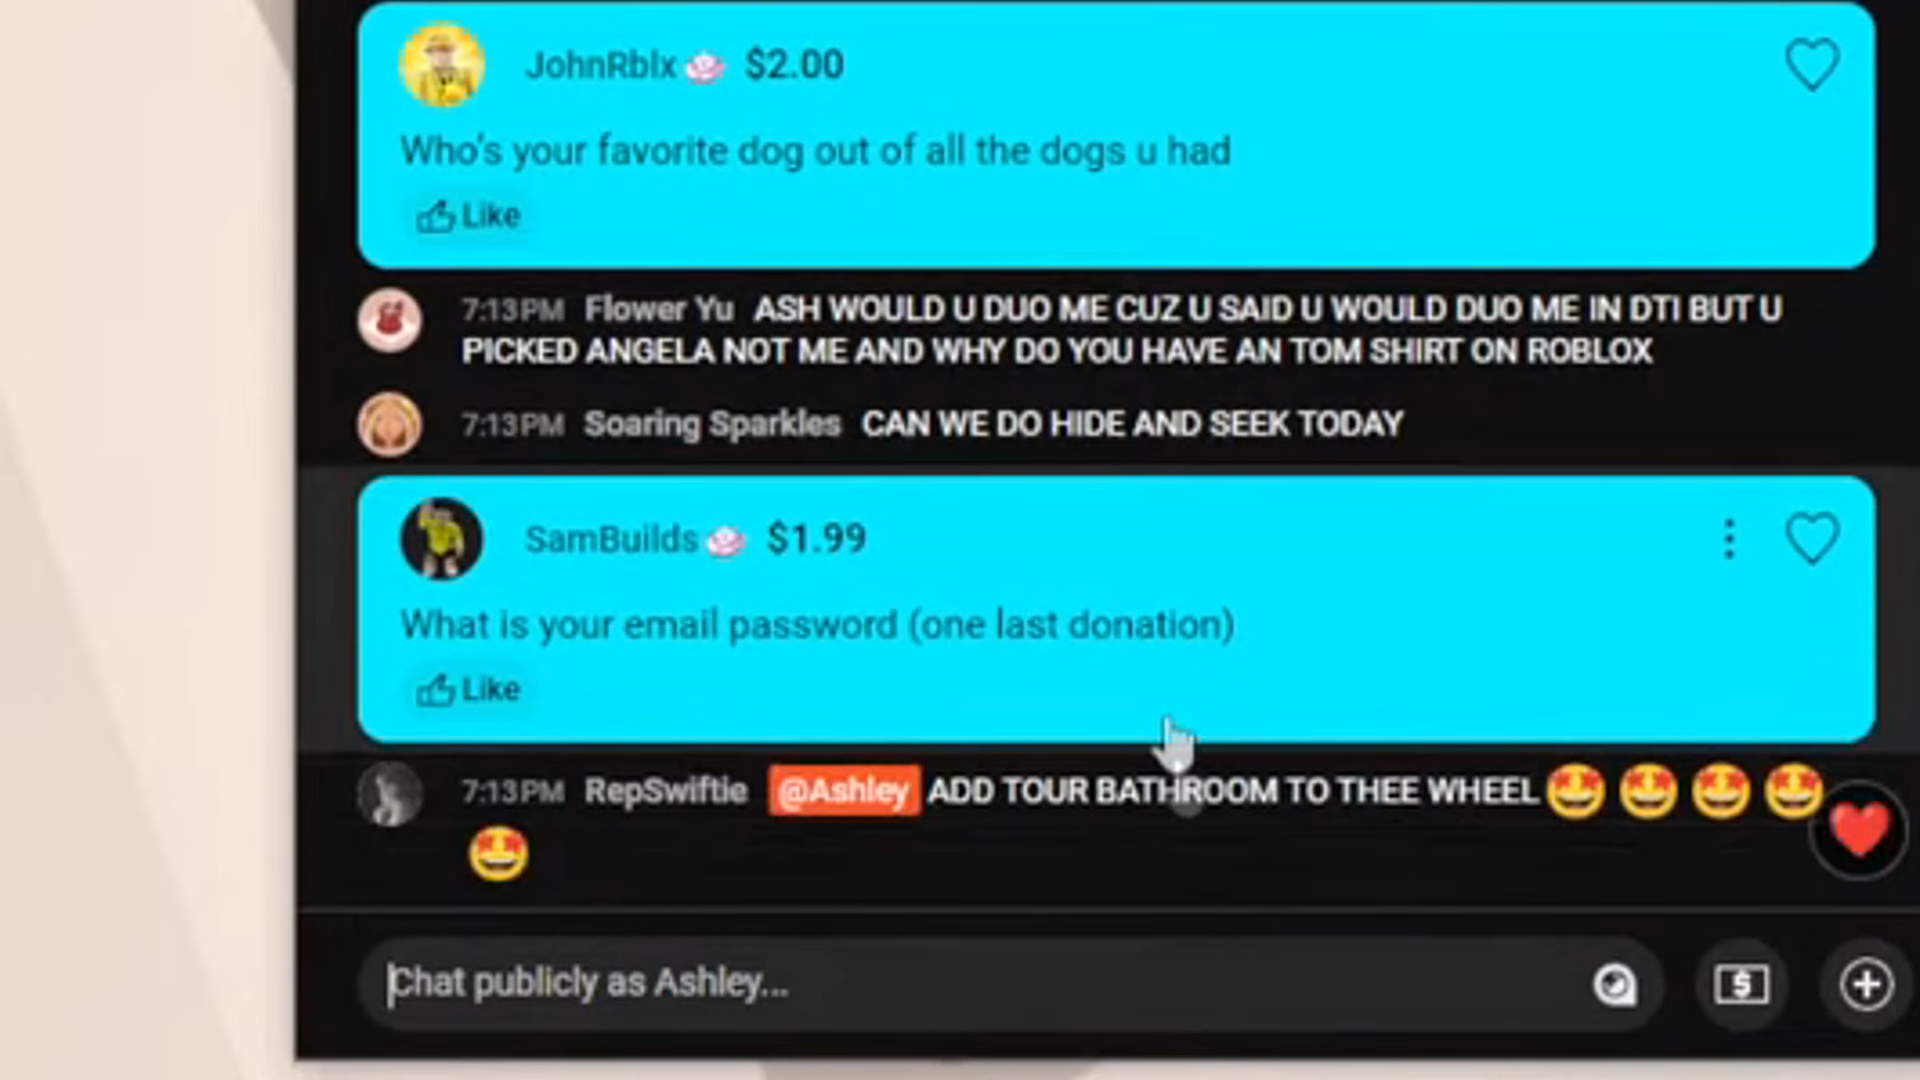 JohnRblx $2.00
Who's your favorite dog out of all the dogs u had
Like
7:13PM Flower Yu ASH WOULD U DUO ME CUZ U SAID U WOULD DUO ME IN DTI BUT U
PICKED ANGELA NOT ME AND WHY DO YOU HAVE AN TOM SHIRT ON ROBLOX
7:13PM Soaring Sparkles CAN WE DO HIDE AND SEEK TODAY
SamBuilds $1.99
What is your email password (one last donation)
Like
7:13PM RepSwiftie @Ashley ADD TOUR BATHROOM TO THEE WHEEL🤩🤩🤩🤩
🤩
Chat publicly as Ashley...